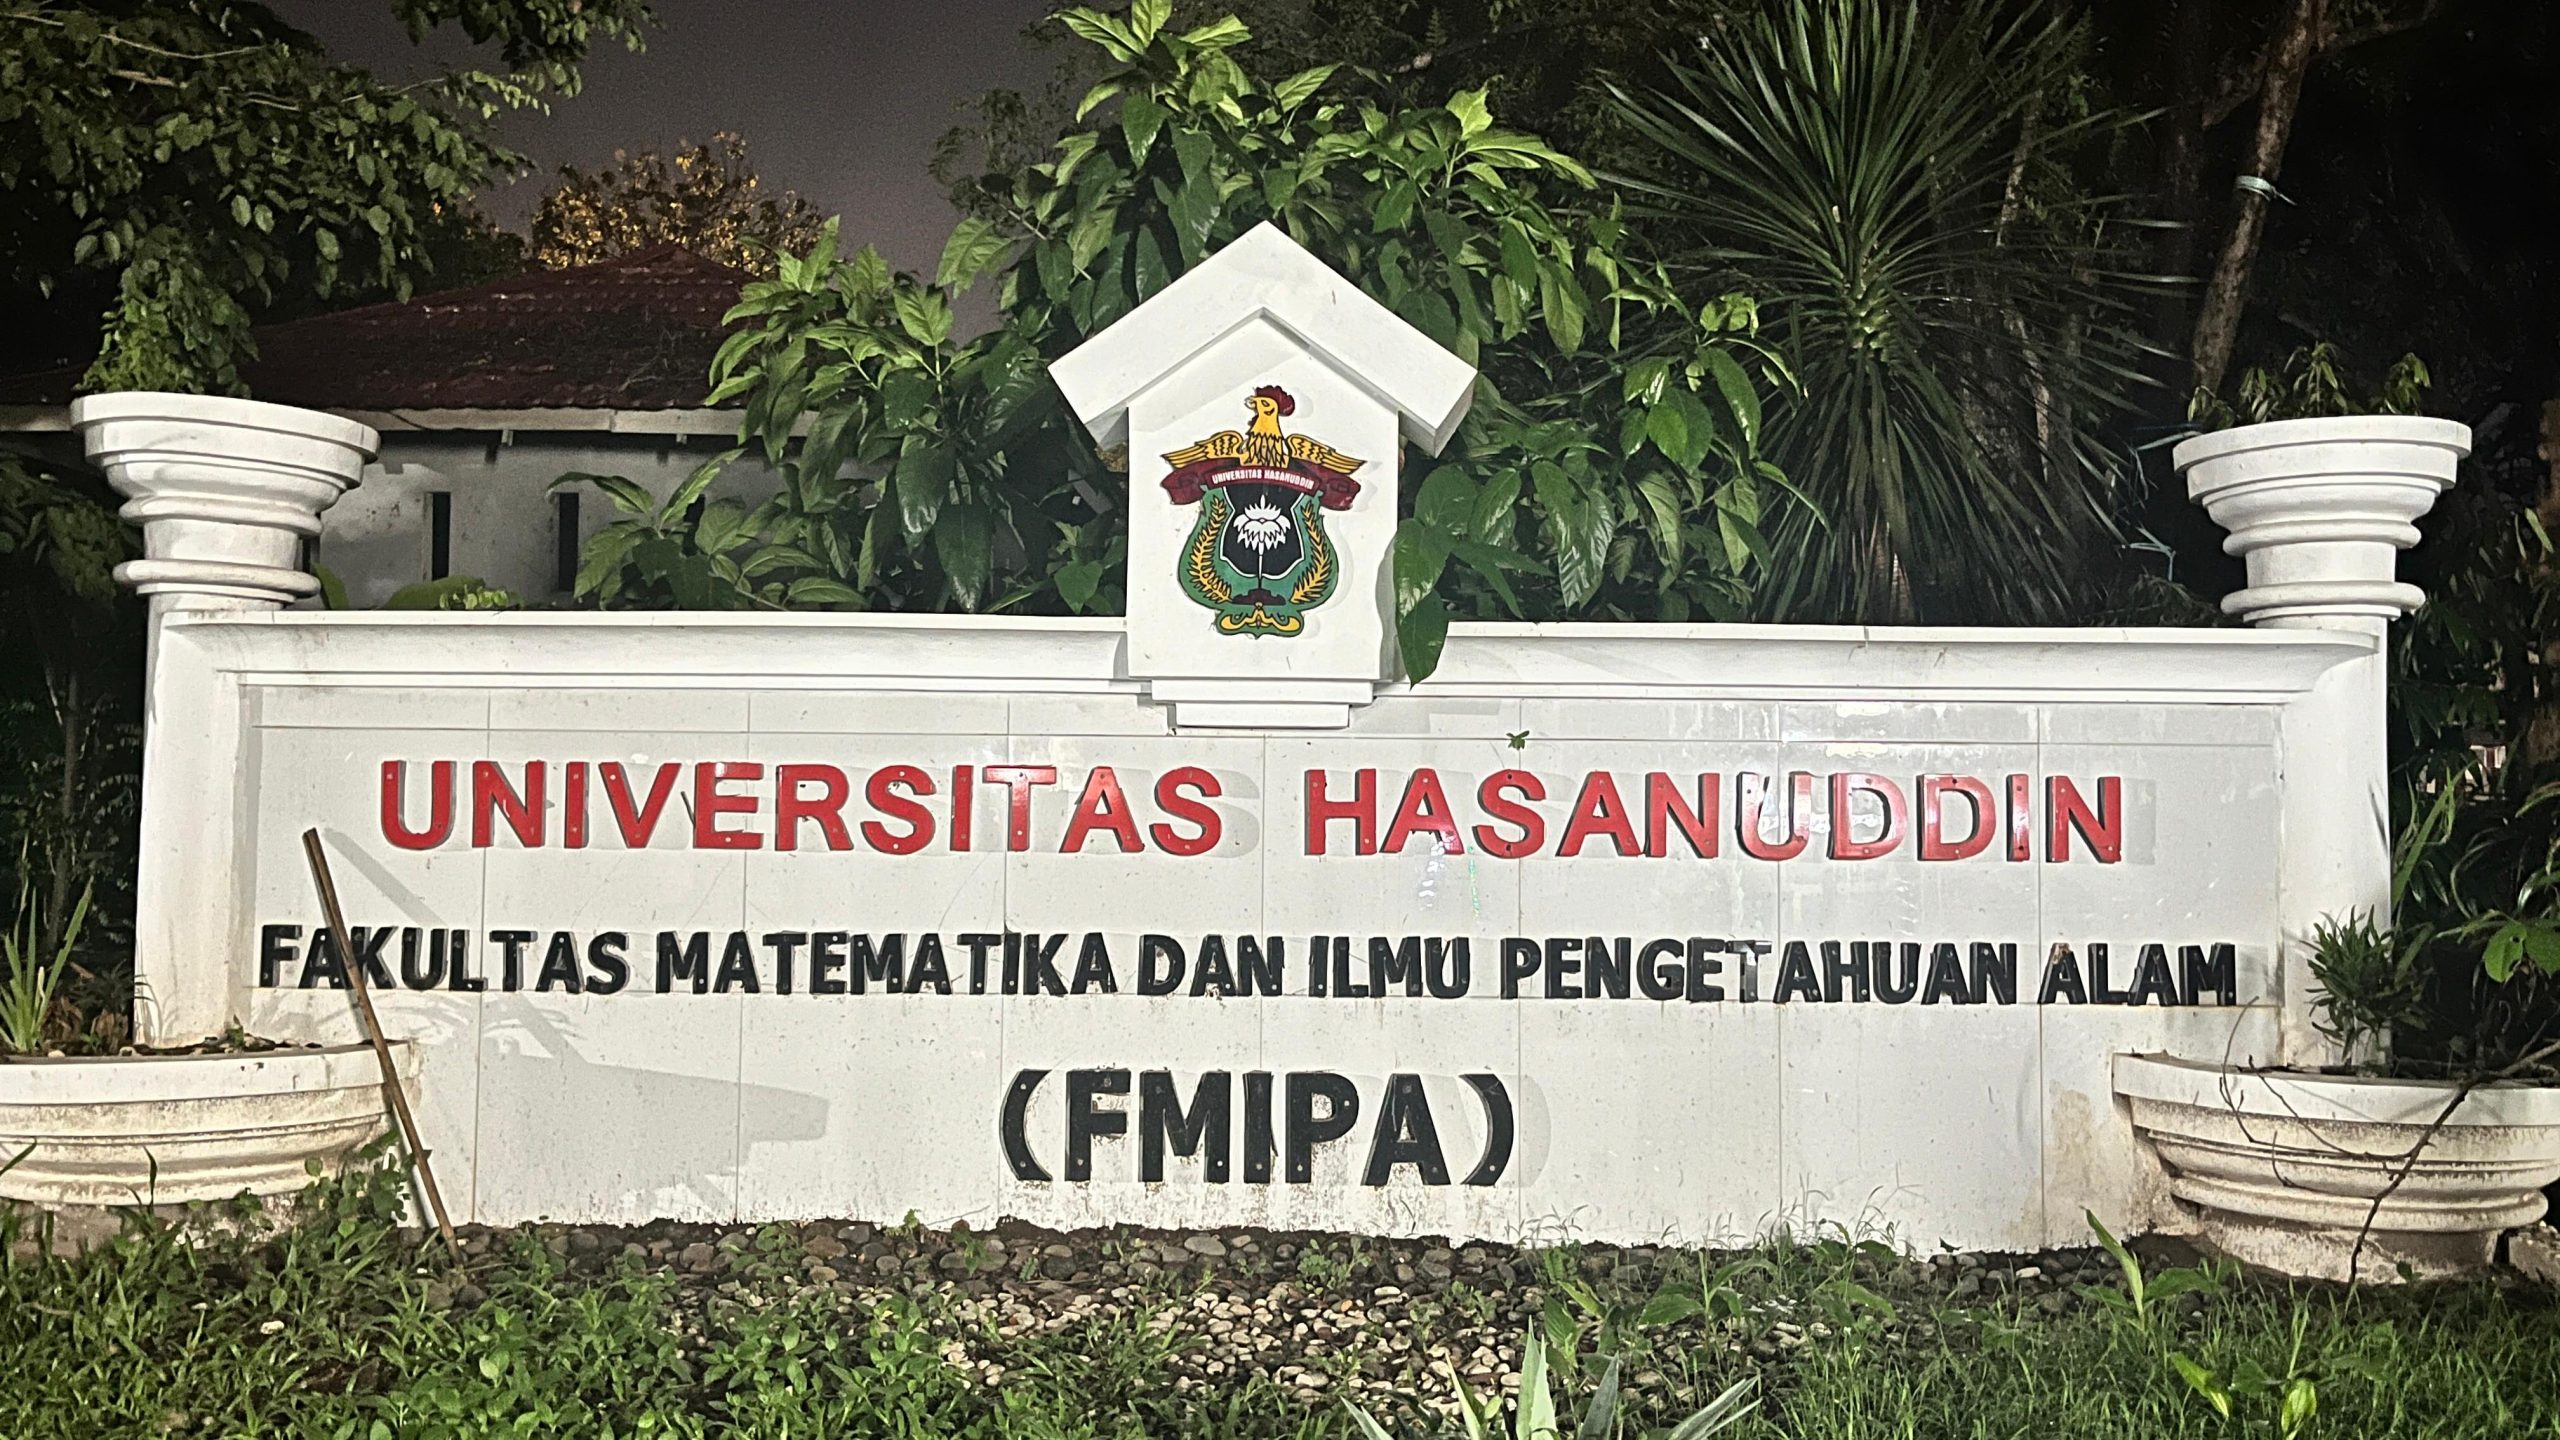 UNIVERSITAS HASANUDDIN
UNIVERSITAS HASANUDDIN
FAKULTAS MATEMATIKA DAN ILMU PENGETAHUAN ALAM
(FMIPA)